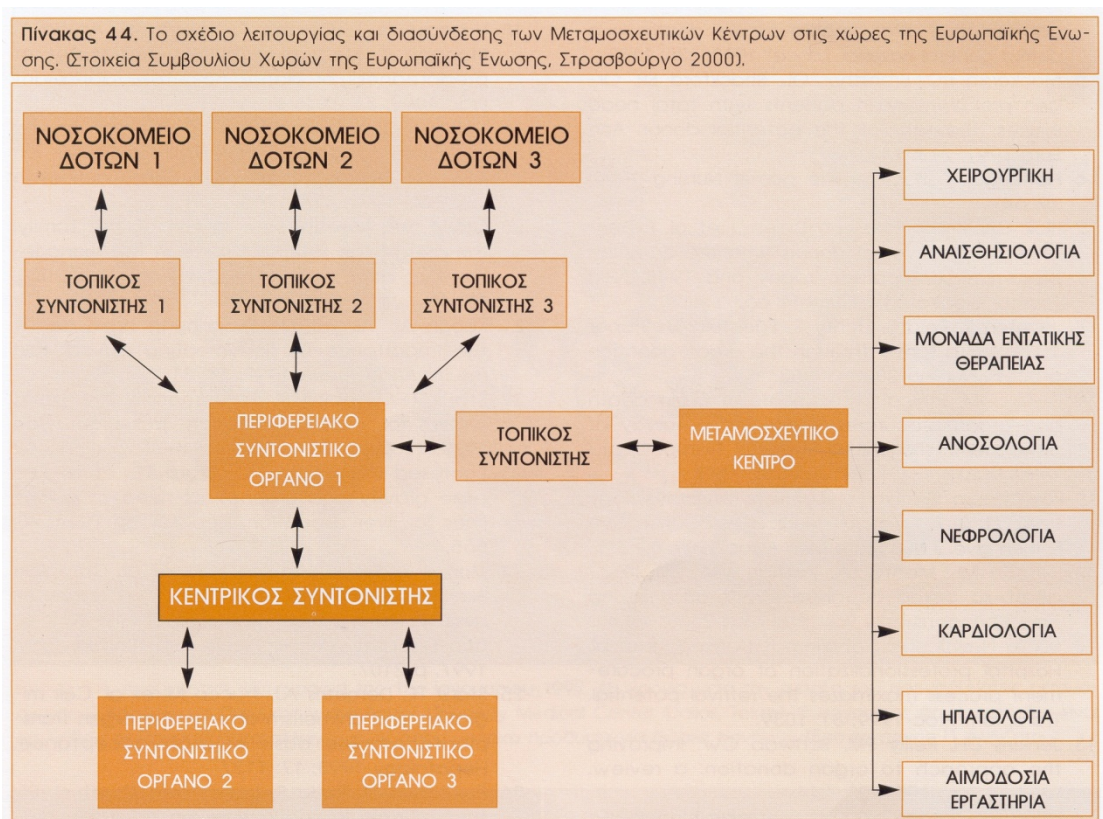 Πίνακας 44. Το σχέδιο λειτουργίας και διασύνδεσης των Μεταμοσχευτικών Κέντρων στις χώρες της Ευρωπαϊκής Ένω-
σης. (Στοιχεία Συμβουλίου Χωρών της Ευρωπαϊκής Ένωσης, Στρασβούργο 2000).
ΝΟΣΟΚΟΜΕΙΟ
ΔΟΤΩΝ 1
ΝΟΣΟΚΟΜΕΙΟ
ΔΟΤΩΝ 2
ΝΟΣΟΚΟΜΕΙΟ
ΔΟΤΩΝ 3
ΤΟΠΙΚΟΣ
ΣΥΝΤΟΝΙΣΤΗΣ 1
ΤΟΠΙΚΟΣ
ΣΥΝΤΟΝΙΣΤΗΣ 2
ΤΟΠΙΚΟΣ
ΣΥΝΤΟΝΙΣΤΗΣ 3
ΠΕΡΙΦΕΡΕΙΑΚΟ
ΣΥΝΤΟΝΙΣΤΙΚΟ
ΟΡΓΑΝΟ 1
ΤΟΠΙΚΟΣ
ΣΥΝΤΟΝΙΣΤΗΣ
ΜΕΤΑΜΟΣΧΕΥΤΙΚΟ
ΚΕΝΤΡΟ
ΚΕΝΤΡΙΚΟΣ ΣΥΝΤΟΝΙΣΤΗΣ
ΠΕΡΙΦΕΡΕΙΑΚΟ
ΣΥΝΤΟΝΙΣΤΙΚΟ
ΟΡΓΑΝΟ 2
ΠΕΡΙΦΕΡΕΙΑΚΟ
ΣΥΝΤΟΝΙΣΤΙΚΟ
ΟΡΓΑΝΟ 3
ΧΕΙΡΟΥΡΓΙΚΗ
ΑΝΑΙΣΘΗΣΙΟΛΟΓΙΑ
ΜΟΝΑΔΑ ΕΝΤΑΤΙΚΗΣ
ΘΕΡΑΠΕΙΑΣ
ΑΝΟΣΟΛΟΓΙΑ
ΝΕΦΡΟΛΟΓΙΑ
ΚΑΡΔΙΟΛΟΓΙΑ
ΗΠΑΤΟΛΟΓΙΑ
ΑΙΜΟΔΟΣΙΑ
ΕΡΓΑΣΤΗΡΙΑ